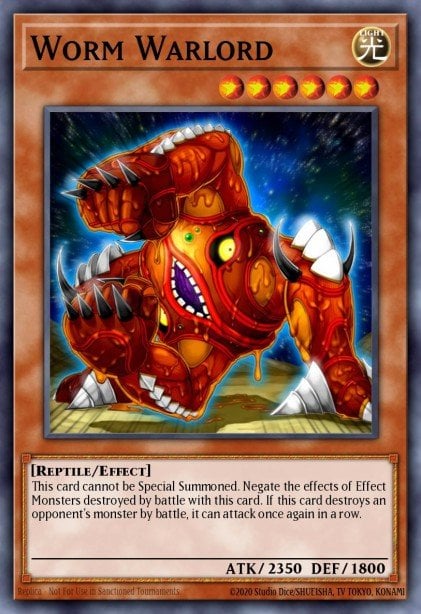 Worm Warlord
LIGHT
光
[Reptile/Effect]
This card cannot be Special Summoned. Negate the effects of Effect
Monsters destroyed by battle with this card. If this card destroys an
opponent's monster by battle, it can attack once again in a row.
ATK/2350 DEF/1800
Replica - Not For Use in Sanctioned Tournaments
©2020 Studio Dice/SHUEISHA, TV TOKYO, KONAMI